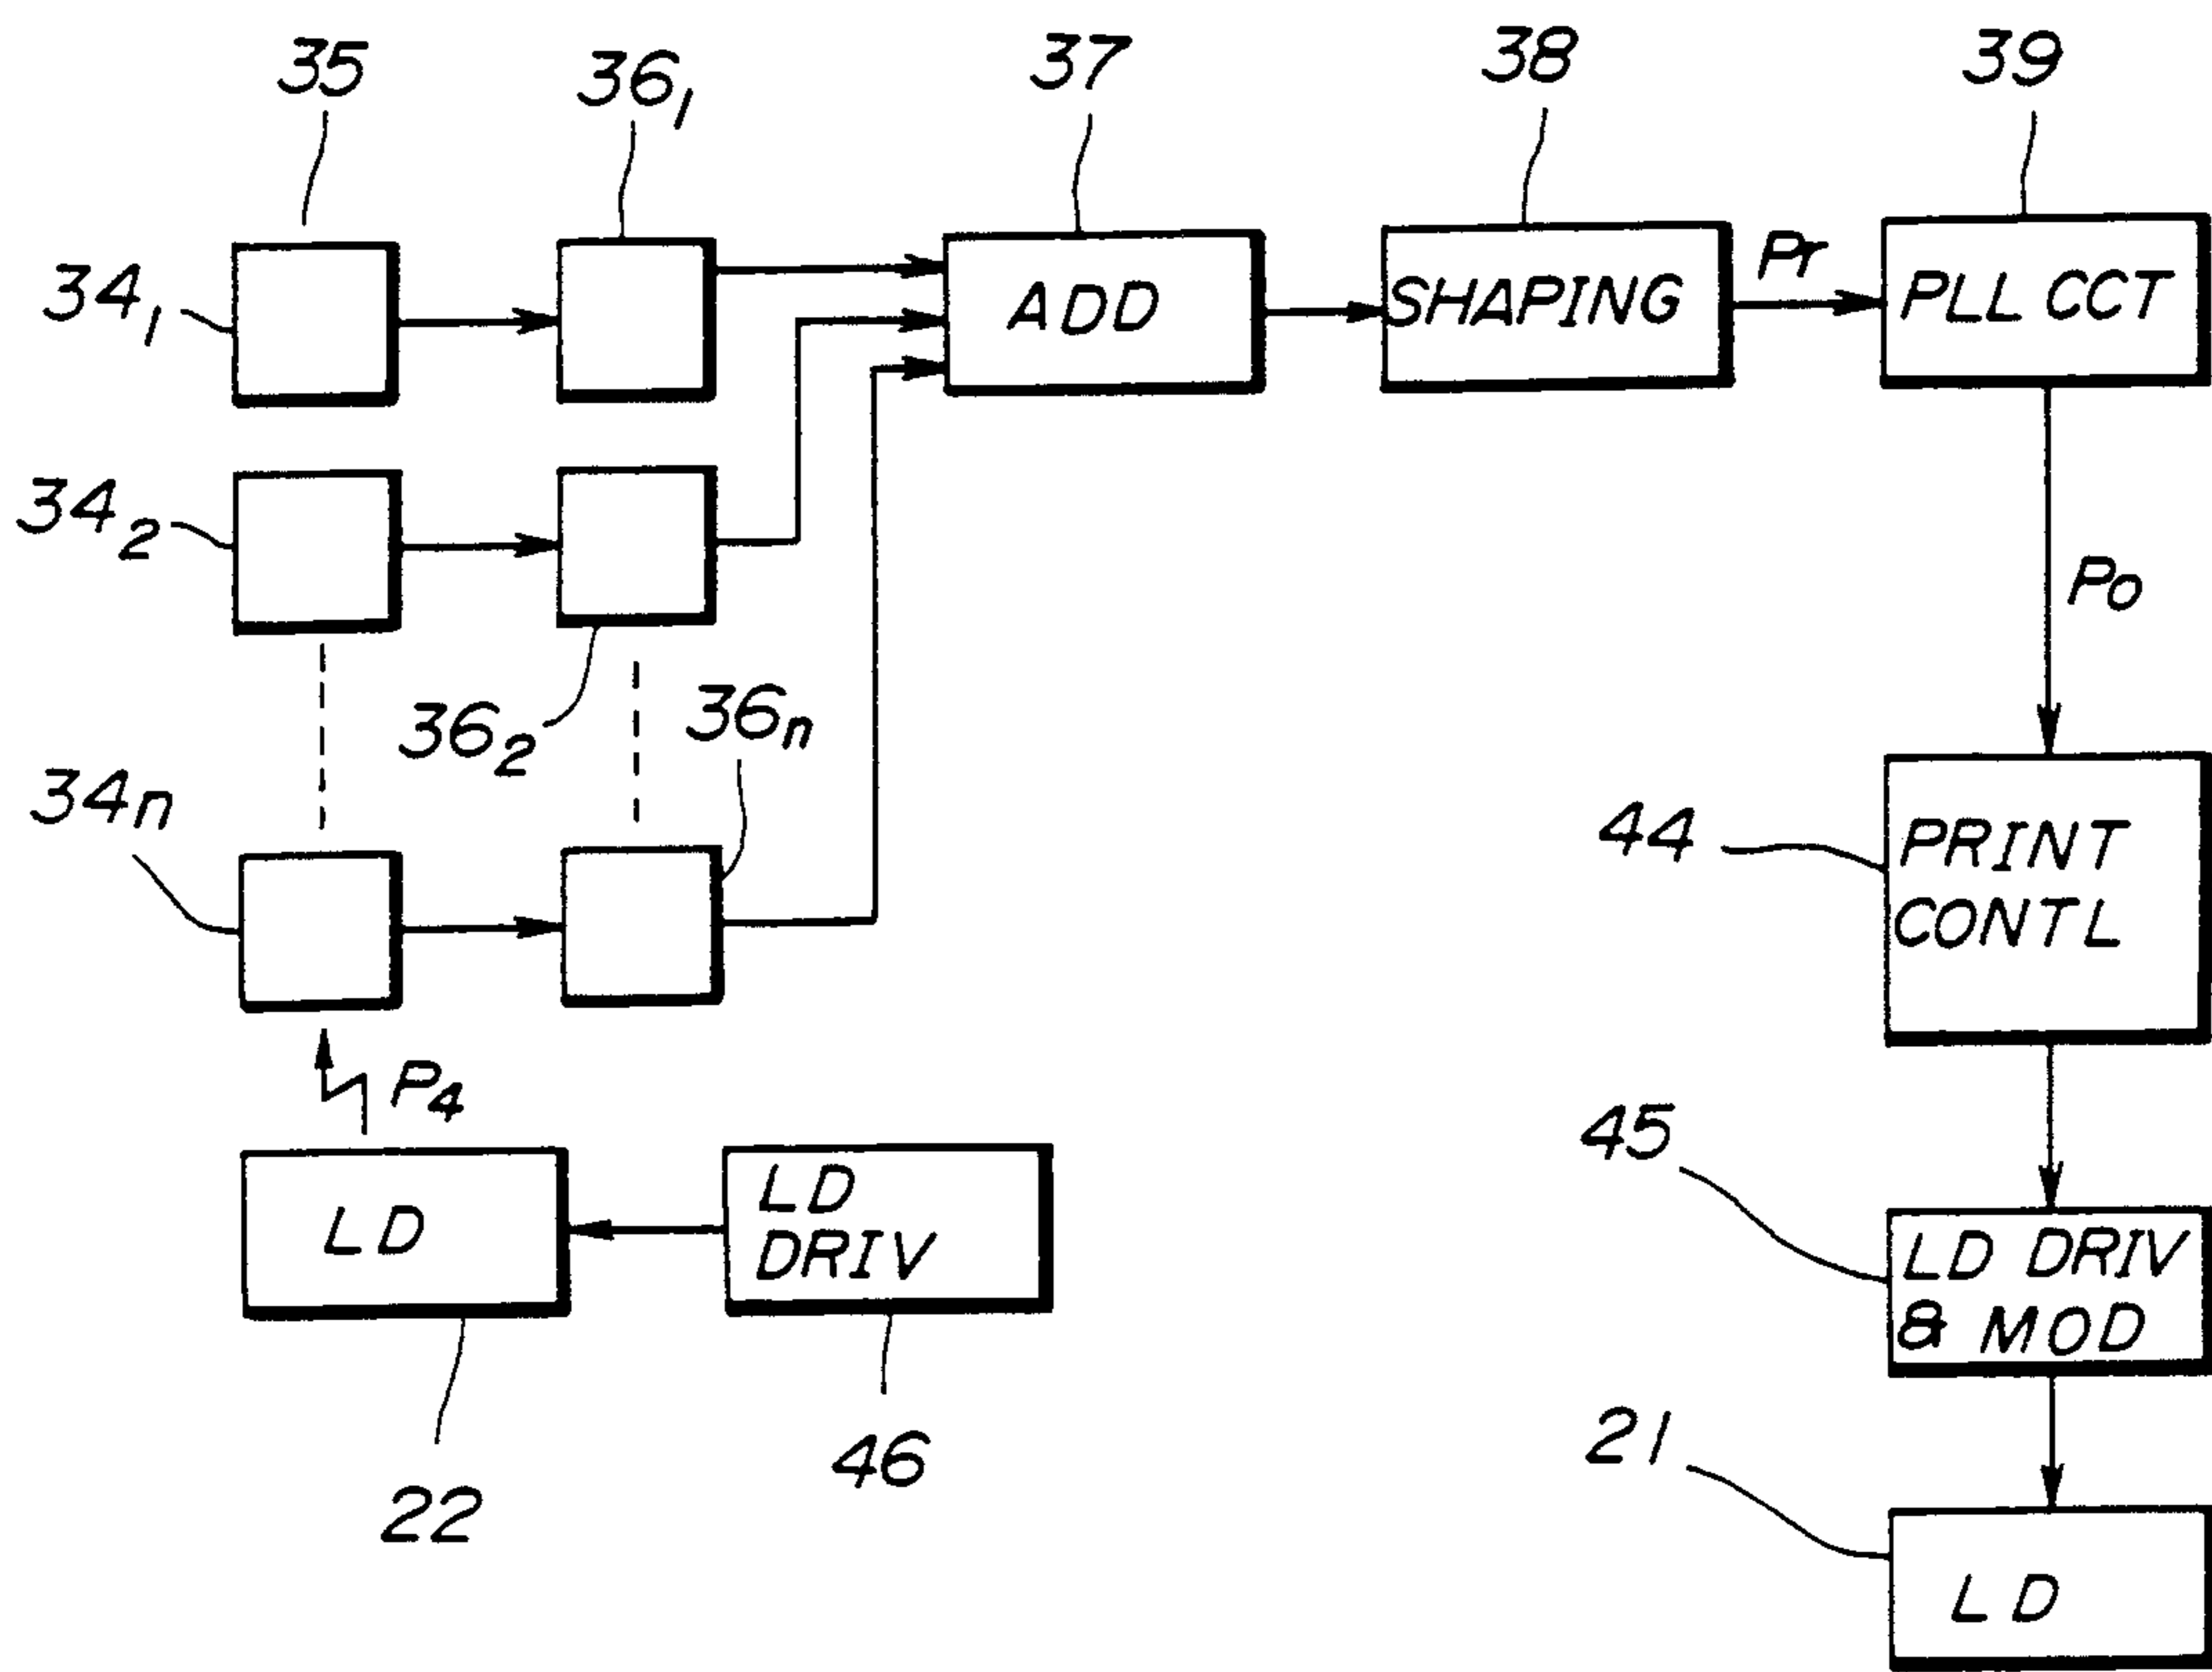 35
36₁
37
38
39
34₁
ADD
SHAPING
Pr
PLL CCT
34₂
Po
36₂
36n
34n
44
PRINT
CONTL
P4
45
LD
LD
DRIV
LD DRIV
& MOD
21
46
22
LD